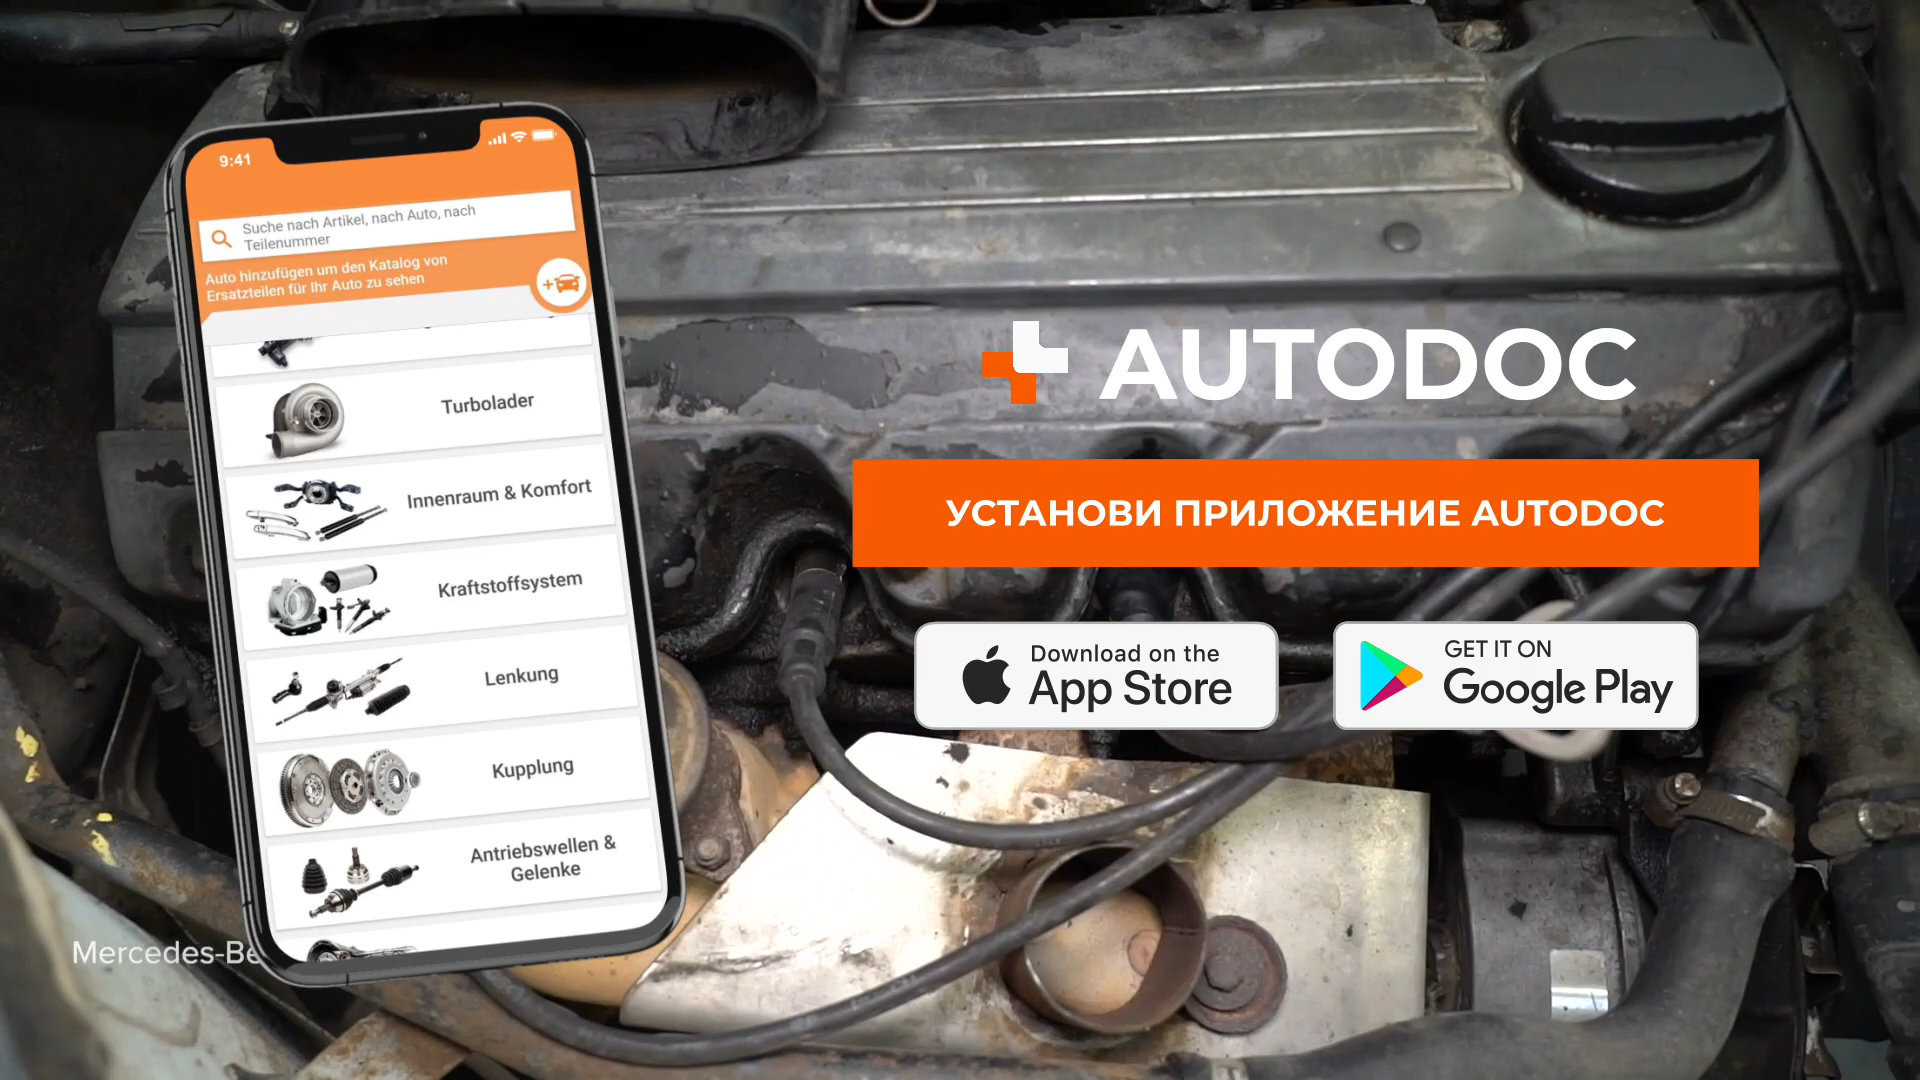 9:41
Suche nach Artikel, nach Auto, nach
Teilenummer
Auto hinzufügen um den Katalog von
Ersatzteilen für Ihr Auto zu sehen
Turbolader
Innenraum & Komfort
Kraftstoffsystem
Lenkung
Kupplung
Antriebswellen &
Gelenke
AUTODOC
УСТАНОВИ ПРИЛОЖЕНИЕ AUTODOC
Download on the
App Store
GET IT ON
Google Play
Mercedes-Be